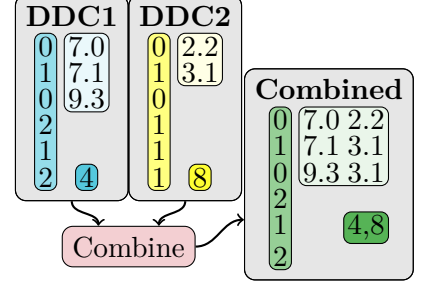 DDC1
0 7.0
1 7.1
0 9.3
2
1
2 4
DDC2
0 2.2
1 3.1
0
1
1
1 8
Combined
0 7.0 2.2
1 7.1 3.1
0 9.3 3.1
2
1 4,8
2
Combine